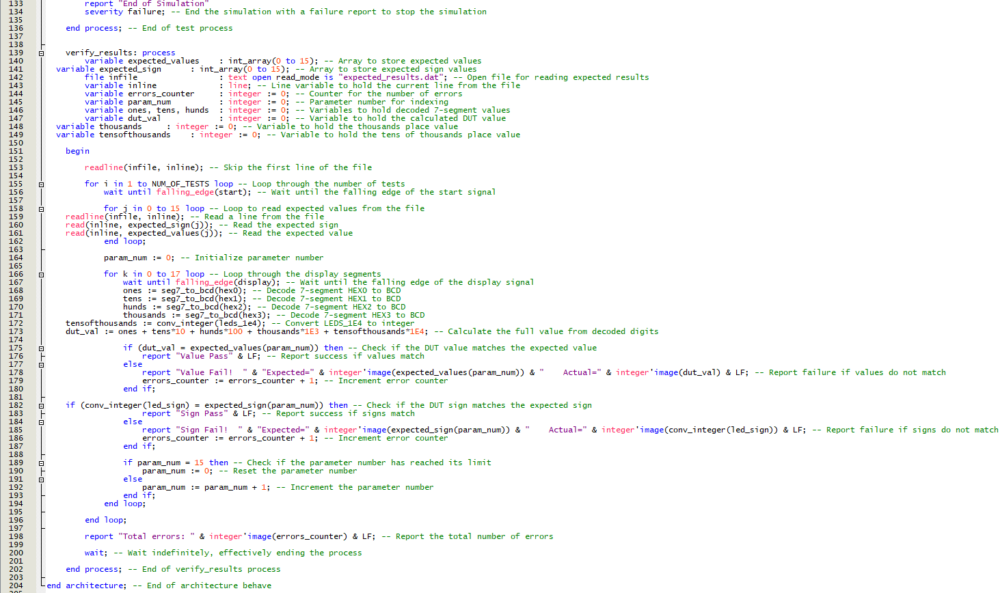 133 report "End of Simulation"
134 severity failure; -- End the simulation with a failure report to stop the simulation
135
136 end process; -- End of test process
137
138
139 verify_results: process
140 variable expected_values : int_array(0 to 15); -- Array to store expected values
141 variable expected_sign : int_array(0 to 15); -- Array to store expected sign values
142 file infile : text open read_mode is "expected_results.dat"; -- Open file for reading expected results
143 variable inline : line; -- Line variable to hold the current line from the file
144 variable errors_counter : integer := 0; -- Counter for the number of errors
145 variable param_num : integer := 0; -- Parameter number for indexing
146 variable ones, tens, hunds : integer := 0; -- Variables to hold decoded 7-segment values
147 variable dut_val : integer := 0; -- Variable to hold the calculated DUT value
148 variable thousands : integer := 0; -- Variable to hold the thousands place value
149 variable tensofthousands : integer := 0; -- Variable to hold the tens of thousands place value
150
151 begin
152
153 readline(infile, inline); -- Skip the first line of the file
154
155 for i in 1 to NUM_OF_TESTS loop -- Loop through the number of tests
156 wait until falling_edge(start); -- Wait until the falling edge of the start signal
157
158 for j in 0 to 15 loop -- Loop to read expected values from the file
159 readline(infile, inline); -- Read a line from the file
160 read(inline, expected_sign(j)); -- Read the expected sign
161 read(inline, expected_values(j)); -- Read the expected value
162 end loop;
163
164 param_num := 0; -- Initialize parameter number
165
166 for k in 0 to 17 loop -- Loop through the display segments
167 wait until falling_edge(display); -- Wait until the falling edge of the display signal
168 ones := seg7_to_bcd(hex0); -- Decode 7-segment HEX0 to BCD
169 tens := seg7_to_bcd(hex1); -- Decode 7-segment HEX1 to BCD
170 hunds := seg7_to_bcd(hex2); -- Decode 7-segment HEX2 to BCD
171 thousands := seg7_to_bcd(hex3); -- Decode 7-segment HEX3 to BCD
172 tensofthousands := conv_integer(leds_1e4); -- Convert LEDS_1E4 to integer
173 dut_val := ones + tens*10 + hunds*100 + thousands*1E3 + tensofthousands*1E4; -- Calculate the full value from decoded digits
174
175 if (dut_val = expected_values(param_num)) then -- Check if the DUT value matches the expected value
176 report "Value Pass" & LF; -- Report success if values match
177 else
178 report "Value Fail!  " & "Expected=" & integer'image(expected_values(param_num)) & "    Actual=" & integer'image(dut_val) & LF; -- Report failure if values do not match
179 errors_counter := errors_counter + 1; -- Increment error counter
180 end if;
181
182 if (conv_integer(led_sign) = expected_sign(param_num)) then -- Check if the DUT sign matches the expected sign
183 report "Sign Pass" & LF; -- Report success if signs match
184 else
185 report "Sign Fail!  " & "Expected=" & integer'image(expected_sign(param_num)) & "    Actual=" & integer'image(conv_integer(led_sign)) & LF; -- Report failure if signs do not match
186 errors_counter := errors_counter + 1; -- Increment error counter
187 end if;
188
189 if param_num = 15 then -- Check if the parameter number has reached its limit
190 param_num := 0; -- Reset the parameter number
191 else
192 param_num := param_num + 1; -- Increment the parameter number
193 end if;
194 end loop;
195
196 end loop;
197
198 report "Total errors: " & integer'image(errors_counter) & LF; -- Report the total number of errors
199
200 wait; -- Wait indefinitely, effectively ending the process
201
202 end process; -- End of verify_results process
203
204 end architecture; -- End of architecture behave